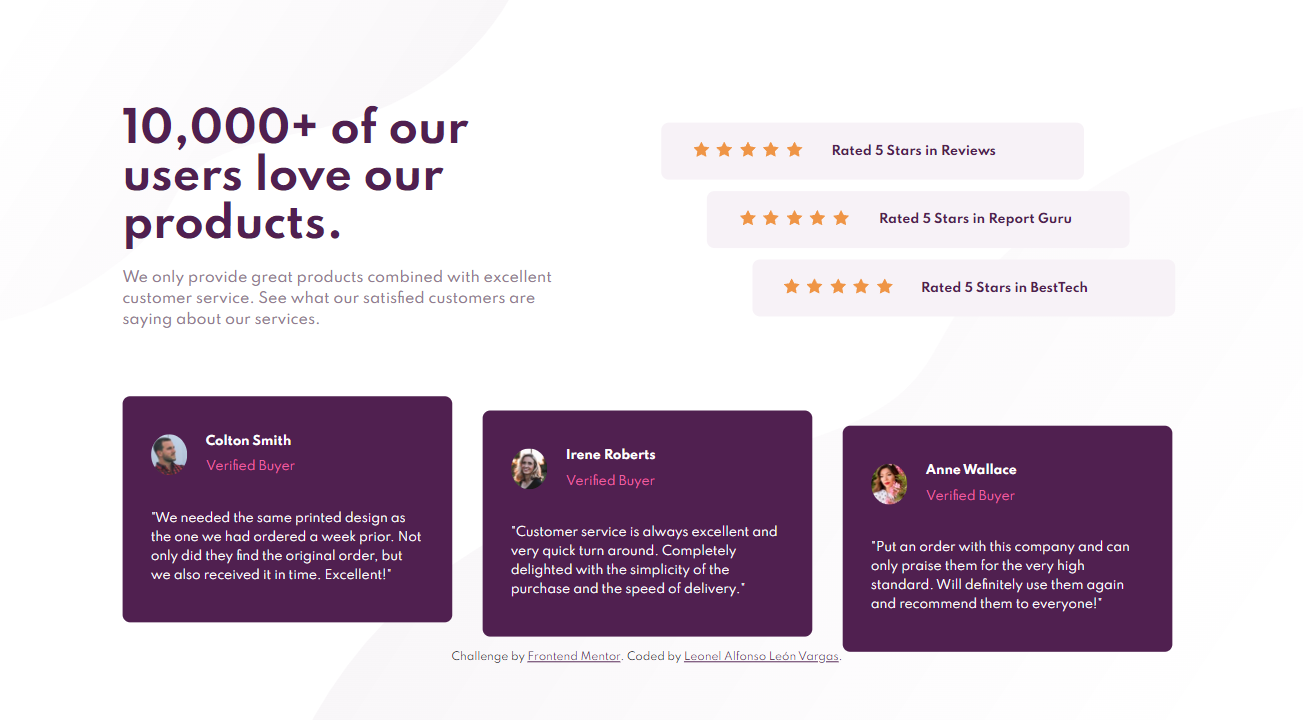 10,000+ of our
users love our
products.
We only provide great products combined with excellent
customer service. See what our satisfied customers are
saying about our services.
Rated 5 Stars in Reviews
Rated 5 Stars in Report Guru
Rated 5 Stars in BestTech
Colton Smith
Verified Buyer
"We needed the same printed design as
the one we had ordered a week prior. Not
only did they find the original order, but
we also received it in time. Excellent!"
Irene Roberts
Verified Buyer
"Customer service is always excellent and
very quick turn around. Completely
delighted with the simplicity of the
purchase and the speed of delivery."
Anne Wallace
Verified Buyer
"Put an order with this company and can
only praise them for the very high
standard. Will definitely use them again
and recommend them to everyone!"
Challenge by Frontend Mentor. Coded by Leonel Alfonso León Vargas.